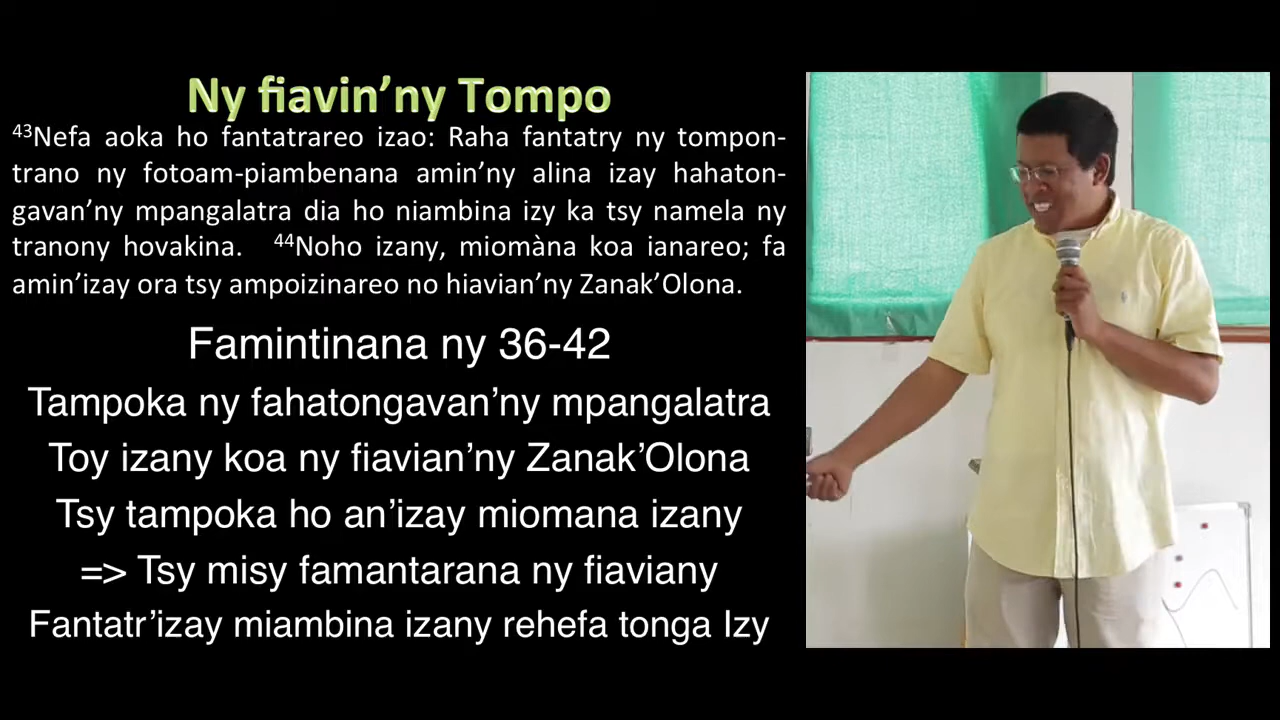 Ny fiavin’ny Tompo
⁴³Nefa aoka ho fantatrareo izao: Raha fantatry ny tompon-
trano ny fotoam-piambenana amin’ny alina izay hahaton-
gavan’ny mpangalatra dia ho niambina izy ka tsy namela ny
tranony hovakina. ⁴⁴Noho izany, miomàna koa ianareo; fa
amin’izay ora tsy ampoizinareo no hiavian’ny Zanak’Olona.
Famintinana ny 36-42
Tampoka ny fahatongavan’ny mpangalatra
Toy izany koa ny fiavian’ny Zanak’Olona
Tsy tampoka ho an’izay miomana izany
=> Tsy misy famantarana ny fiaviany
Fantatr’izay miambina izany rehefa tonga Izy